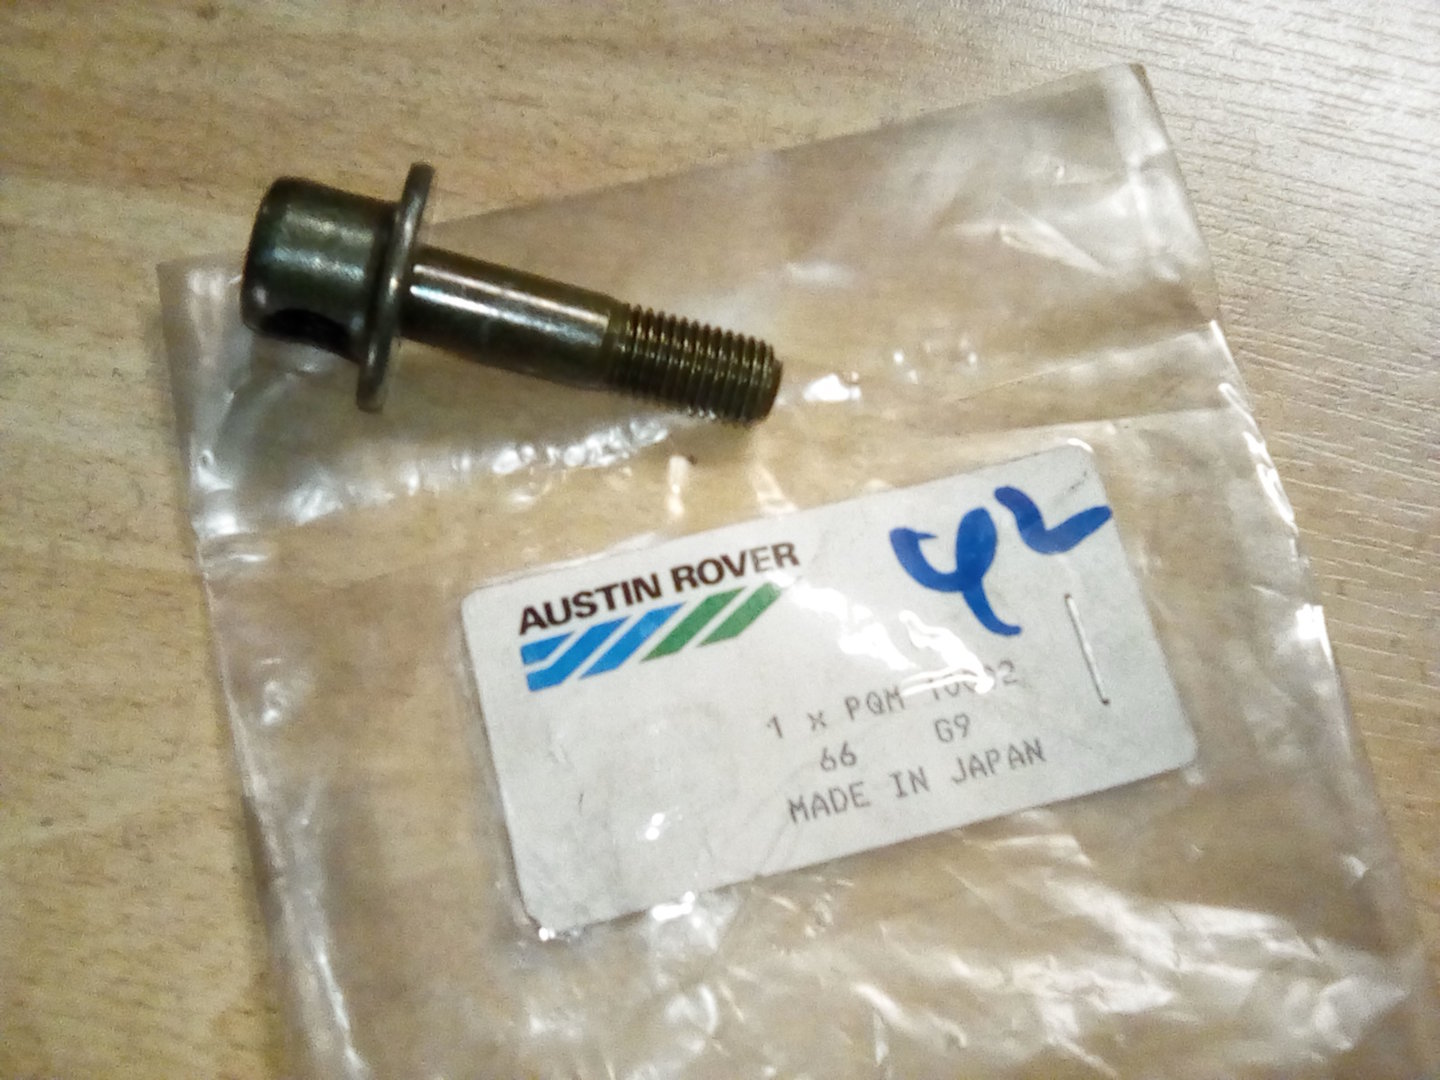 AUSTIN ROVER
42
1 x PQM
66 G9
MADE IN JAPAN